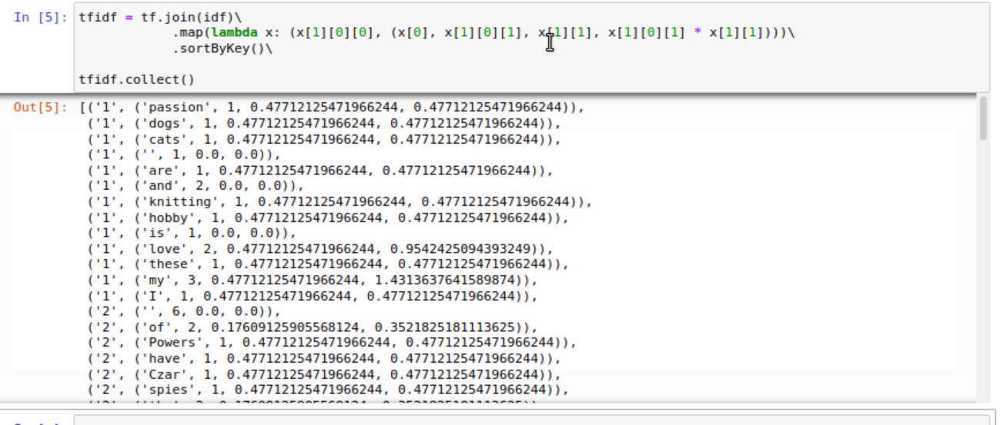 In [5]: tfidf = tf.join(idf)\
.map(lambda x: (x[1][0][0], (x[0], x[1][0][1], x[1][1], x[1][0][1] * x[1][1])))\
.sortByKey()\
tfidf.collect()
Out[5]: [('1', ('passion', 1, 0.47712125471966244, 0.47712125471966244)),
('1', ('dogs', 1, 0.47712125471966244, 0.47712125471966244)),
('1', ('cats', 1, 0.47712125471966244, 0.47712125471966244)),
('1', ('', 1, 0.0, 0.0)),
('1', ('are', 1, 0.47712125471966244, 0.47712125471966244)),
('1', ('and', 2, 0.0, 0.0)),
('1', ('knitting', 1, 0.47712125471966244, 0.47712125471966244)),
('1', ('hobby', 1, 0.47712125471966244, 0.47712125471966244)),
('1', ('is', 1, 0.0, 0.0)),
('1', ('love', 2, 0.47712125471966244, 0.9542425094393249)),
('1', ('these', 1, 0.47712125471966244, 0.47712125471966244)),
('1', ('my', 3, 0.47712125471966244, 1.4313637641589874)),
('1', ('I', 1, 0.47712125471966244, 0.47712125471966244)),
('2', ('', 6, 0.0, 0.0)),
('2', ('of', 2, 0.17609125905568124, 0.3521825181113625)),
('2', ('Powers', 1, 0.47712125471966244, 0.47712125471966244)),
('2', ('have', 1, 0.47712125471966244, 0.47712125471966244)),
('2', ('Czar', 1, 0.47712125471966244, 0.47712125471966244)),
('2', ('spies', 1, 0.47712125471966244, 0.47712125471966244)),